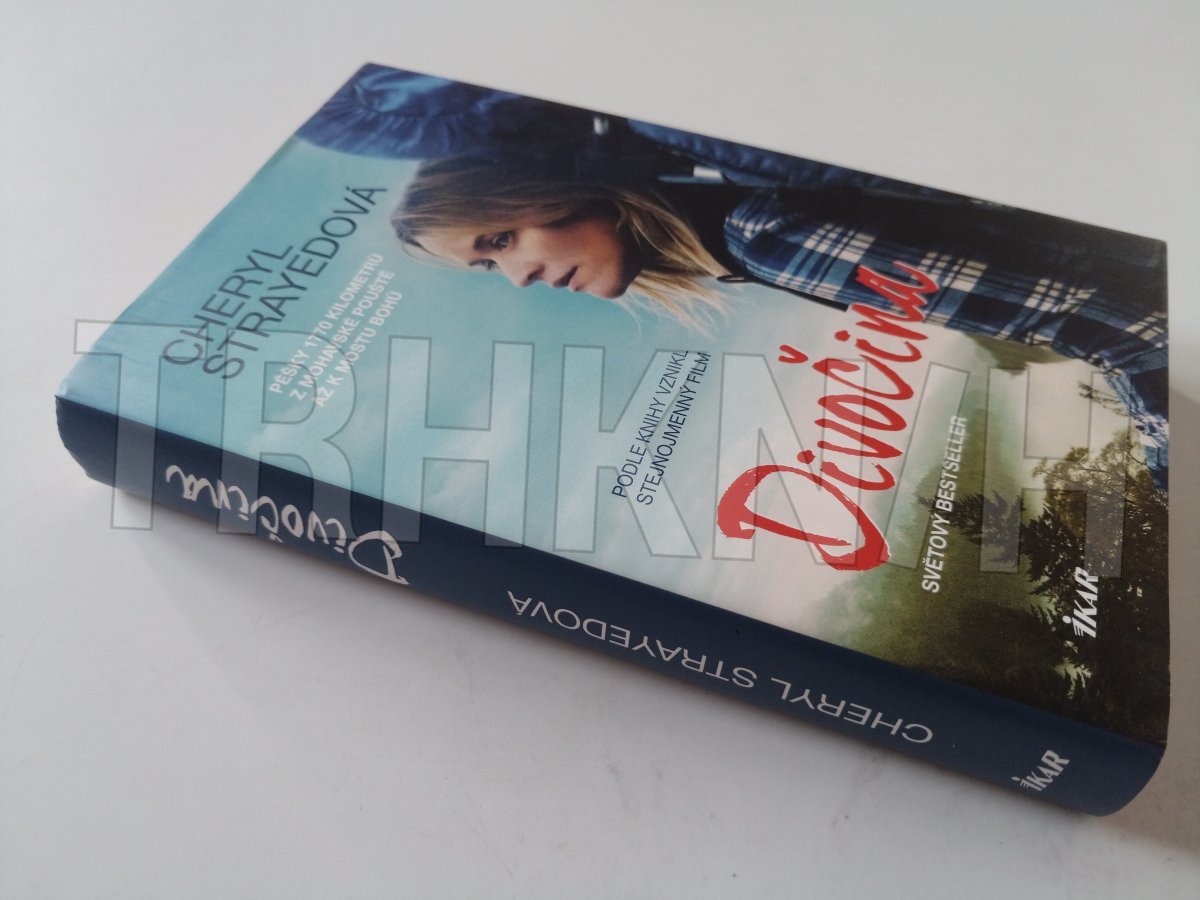 CHERYL
STRAYEDOVÁ
PĚŠKY 1770 KILOMETRŮ
Z MOHAVSKÉ POUŠTĚ
AŽ K MOSTU BOHŮ
PODLE KNIHY VZNIKL
STEJNOJMENNÝ FILM
Divočina
SVĚTOVÝ BESTSELLER
IKAR
Divočina
CHERYL STRAYEDOVÁ
IKAR
TRHKNIH